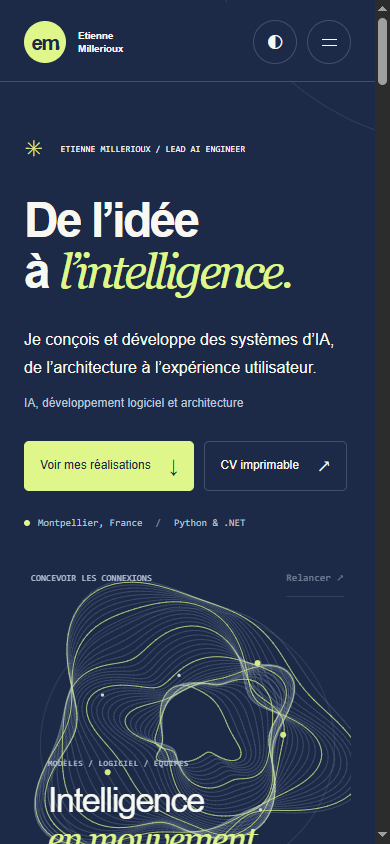 em
Etienne
Millerioux
ETIENNE MILLERIOUX / LEAD AI ENGINEER
De l’idée
à l’intelligence.
Je conçois et développe des systèmes d’IA,
de l’architecture à l’expérience utilisateur.
IA, développement logiciel et architecture
Voir mes réalisations ↓
CV imprimable ↗
Montpellier, France / Python & .NET
CONCEVOIR LES CONNEXIONS
Relancer ↗
MODÈLES / LOGICIEL / ÉQUIPES
Intelligence
en mouvement